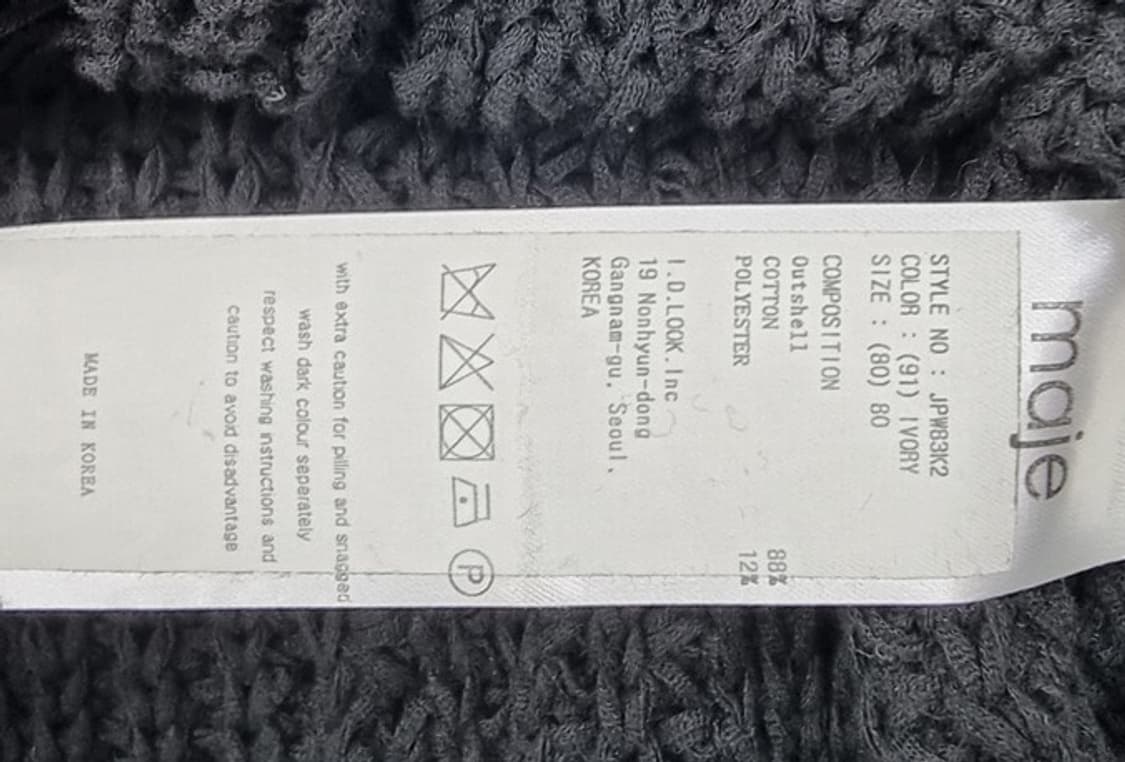 maje
STYLE NO : JPW83K2
COLOR : (91) IVORY
SIZE : (80) 80
COMPOSITION
Outshell
COTTON 88%
POLYESTER 12%
I.D.LOOK.Inc
19 Nonhyun-dong
Gangnam-gu, Seoul,
KOREA
P
with extra caution for pilling and snagged
wash dark colour seperately
respect washing instructions and
caution to avoid disadvantage
MADE IN KOREA